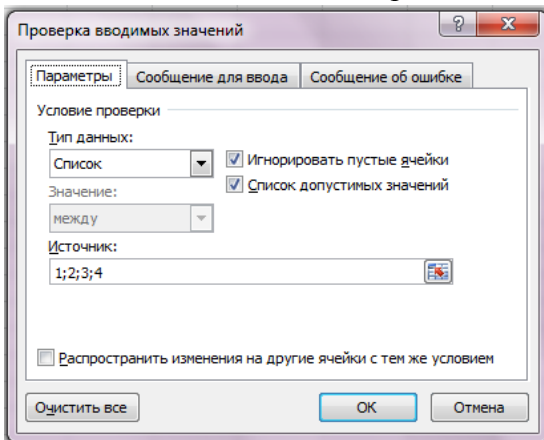 Проверка вводимых значений
Параметры Сообщение для ввода Сообщение об ошибке
Условие проверки
Тип данных:
Список
Игнорировать пустые ячейки
Список допустимых значений
Значение:
между
Источник:
1;2;3;4
Распространить изменения на другие ячейки с тем же условием
Очистить все ОК Отмена